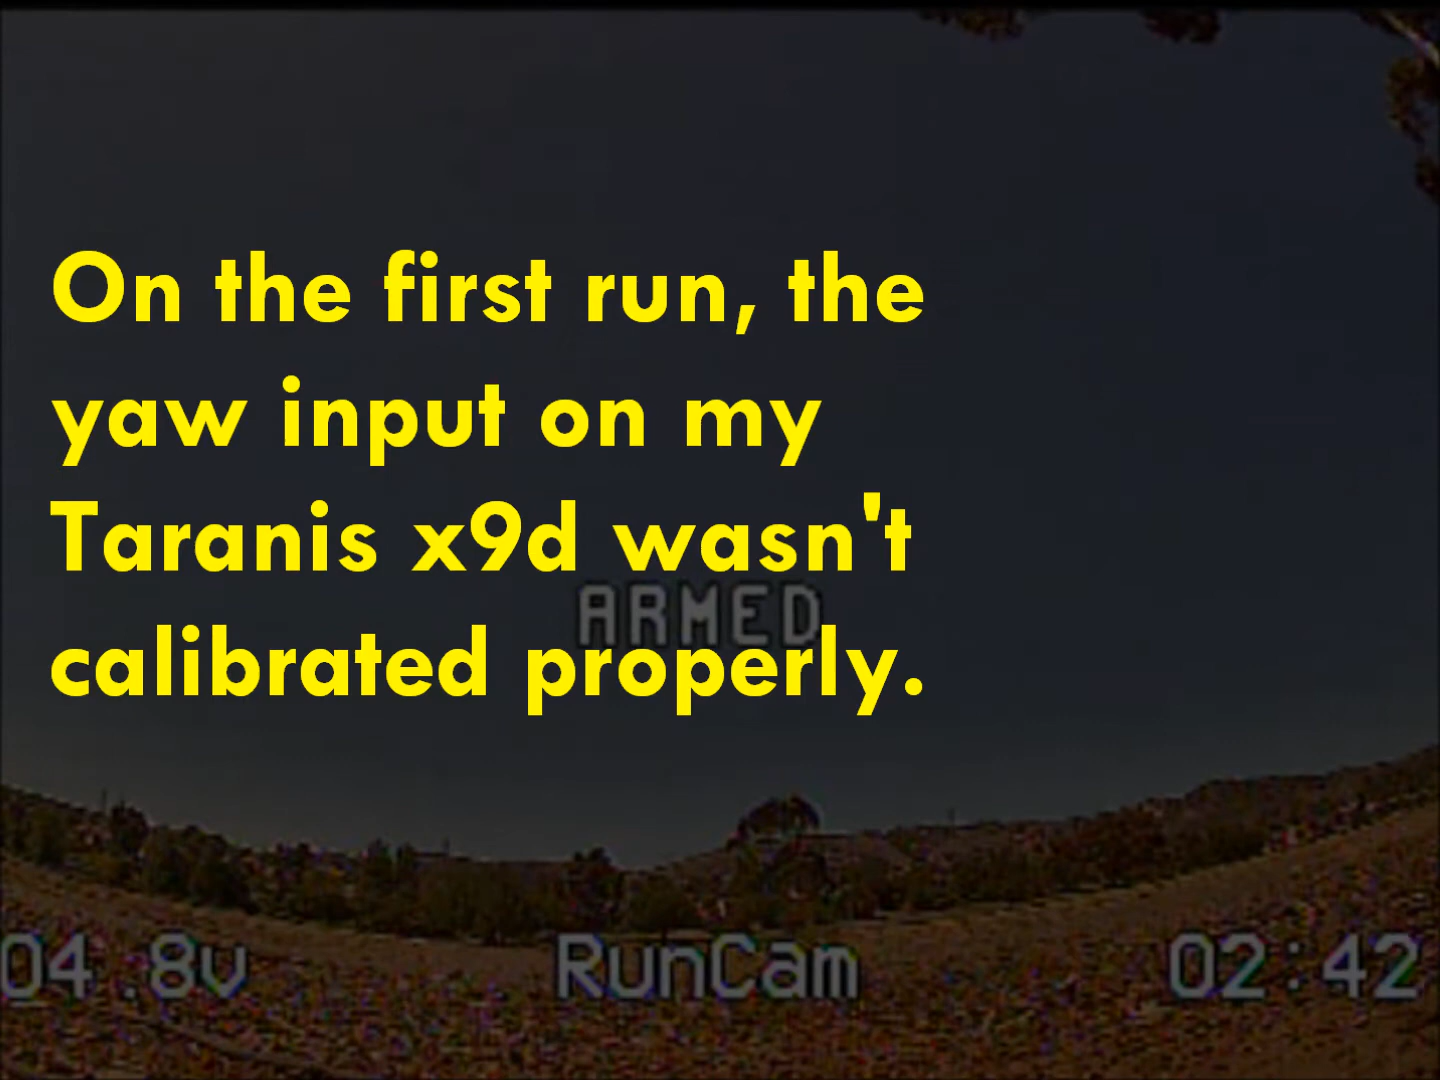 On the first run, the
yaw input on my
Taranis x9d wasn't
ARMED
calibrated properly.
04.8v RunCam 02:42